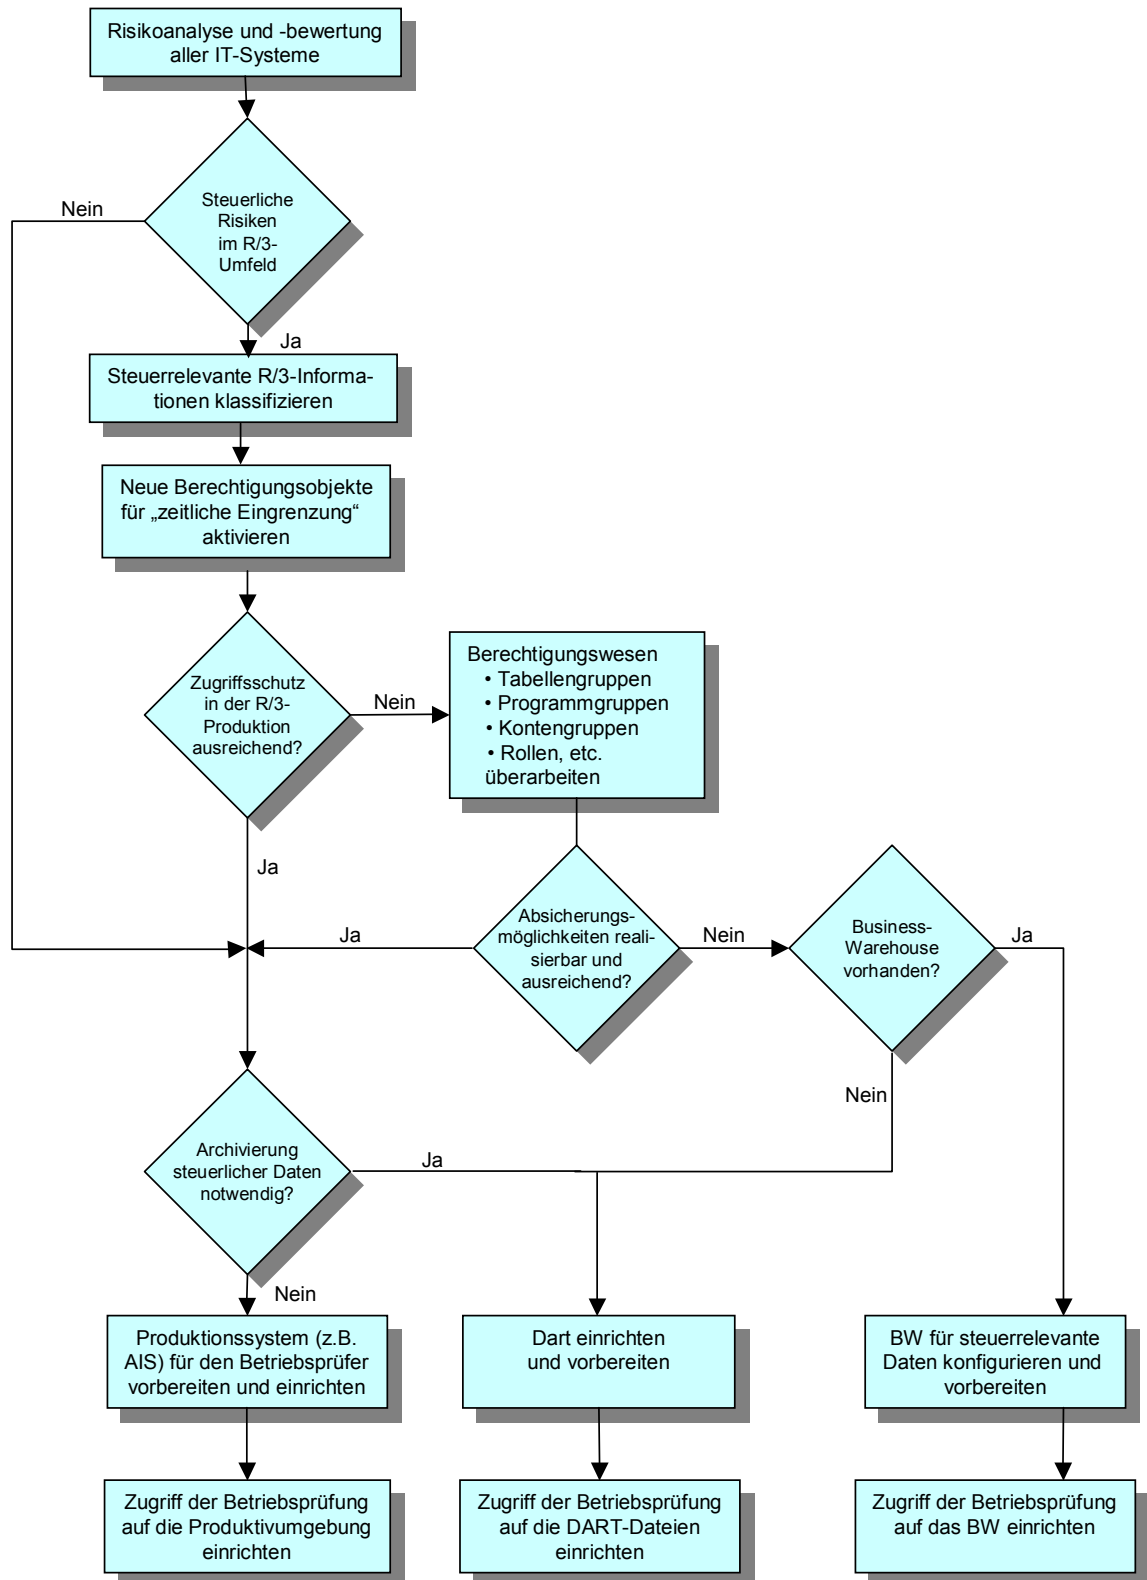 Risikoanalyse und -bewertung
aller IT-Systeme
Nein
Steuerliche
Risiken
im R/3-
Umfeld
Ja
Steuerrelevante R/3-Informa-
tionen klassifizieren
Neue Berechtigungsobjekte
für „zeitliche Eingrenzung“
aktivieren
Zugriffsschutz
in der R/3-
Produktion
ausreichend?
Nein
Berechtigungswesen
• Tabellengruppen
• Programmgruppen
• Kontengruppen
• Rollen, etc.
überarbeiten
Ja
Ja
Absicherungs-
möglichkeiten reali-
sierbar und
ausreichend?
Nein
Business-
Warehouse
vorhanden?
Ja
Nein
Archivierung
steuerlicher Daten
notwendig?
Ja
Nein
Produktionssystem (z.B.
AIS) für den Betriebsprüfer
vorbereiten und einrichten
Dart einrichten
und vorbereiten
BW für steuerrelevante
Daten konfigurieren und
vorbereiten
Zugriff der Betriebsprüfung
auf die Produktivumgebung
einrichten
Zugriff der Betriebsprüfung
auf die DART-Dateien
einrichten
Zugriff der Betriebsprüfung
auf das BW einrichten